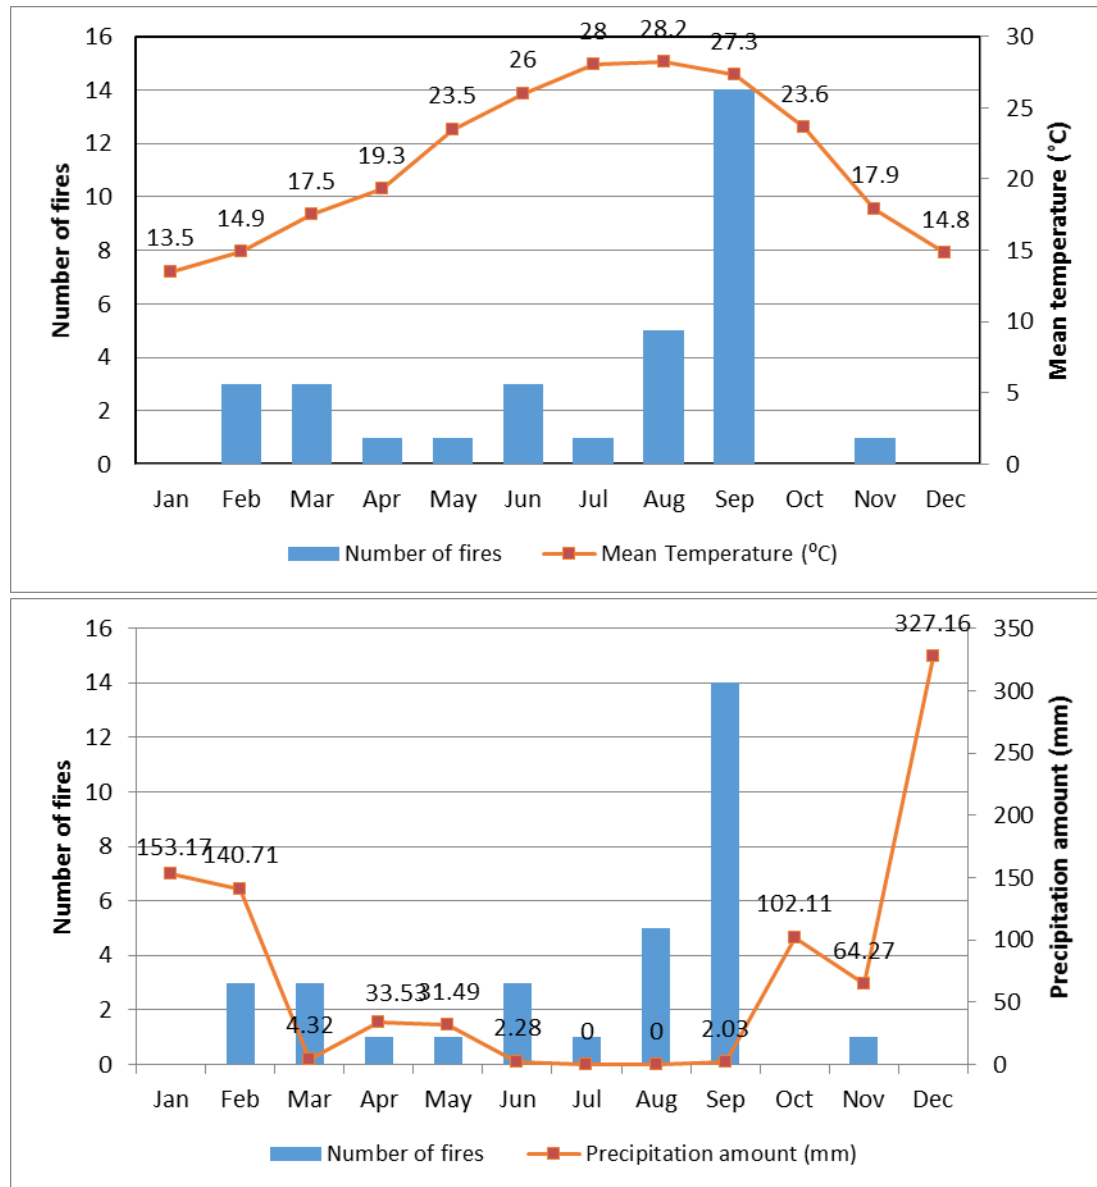 16 14 12 10 8 6 4 2 0
Number of fires
30 25 20 15 10 5 0
Mean temperature (°C)
13.5 14.9 17.5 19.3 23.5 26 28 28.2 27.3 23.6 17.9 14.8
Jan Feb Mar Apr May Jun Jul Aug Sep Oct Nov Dec
Number of fires Mean Temperature (⁰C)
16 14 12 10 8 6 4 2 0
Number of fires
350 300 250 200 150 100 50 0
Precipitation amount (mm)
153.17 140.71 4.32 33.53 31.49 2.28 0 0 2.03 102.11 64.27 327.16
Jan Feb Mar Apr May Jun Jul Aug Sep Oct Nov Dec
Number of fires Precipitation amount (mm)